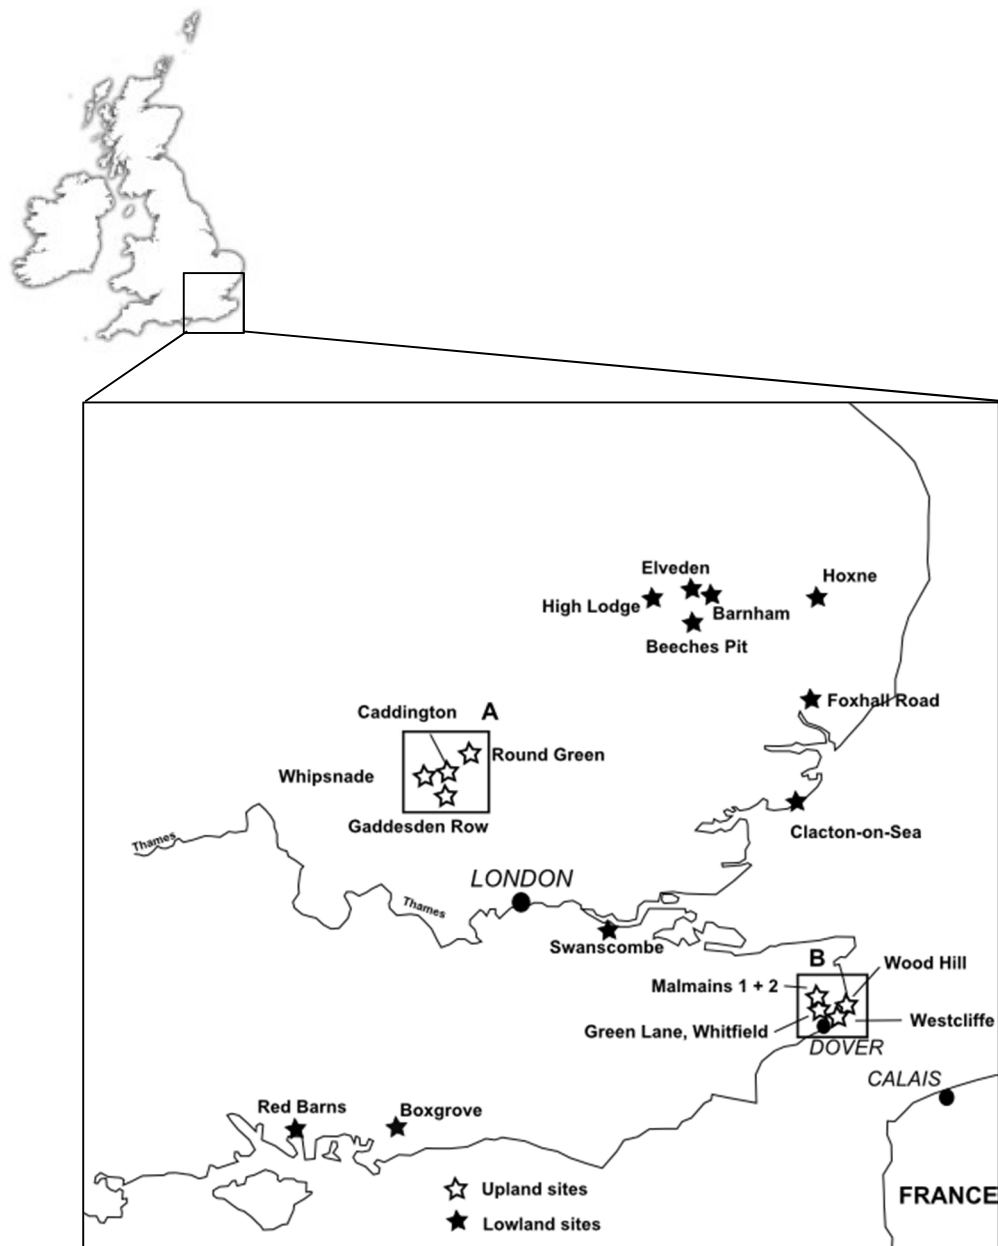 Elveden
Hoxne
High Lodge
Barnham
Beeches Pit
Foxhall Road
Caddington
A
Round Green
Whipsnade
Gaddesden Row
Clacton-on-Sea
Thames
LONDON
Thames
Swanscombe
B
Wood Hill
Malmains 1 + 2
Westcliffe
Green Lane, Whitfield
DOVER
CALAIS
Red Barns
Boxgrove
Upland sites
FRANCE
Lowland sites